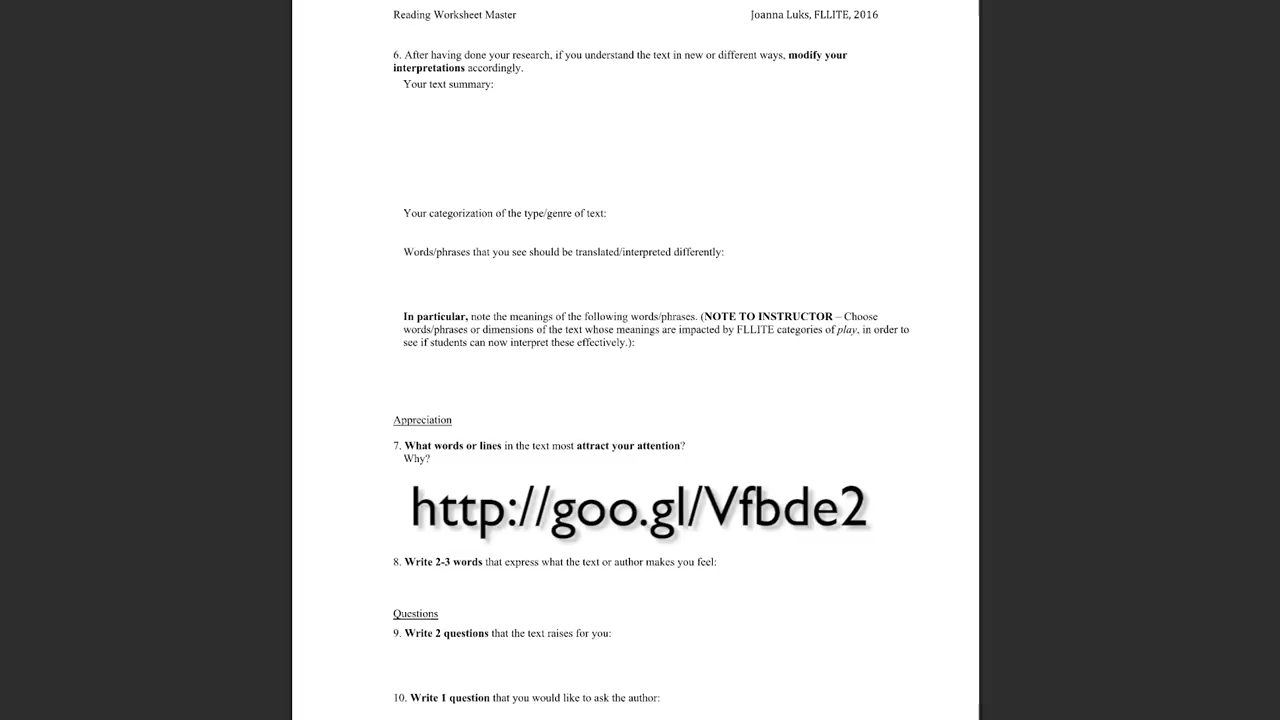 Reading Worksheet Master
Joanna Luks, FLLITE, 2016
6. After having done your research, if you understand the text in new or different ways, modify your
interpretations accordingly.
Your text summary:
Your categorization of the type/genre of text:
Words/phrases that you see should be translated/interpreted differently:
In particular, note the meanings of the following words/phrases. (NOTE TO INSTRUCTOR – Choose
words/phrases or dimensions of the text whose meanings are impacted by FLLITE categories of play, in order to
see if students can now interpret these effectively.):
Appreciation
7. What words or lines in the text most attract your attention?
Why?
http://goo.gl/Vfbde2
8. Write 2-3 words that express what the text or author makes you feel:
Questions
9. Write 2 questions that the text raises for you:
10. Write 1 question that you would like to ask the author: